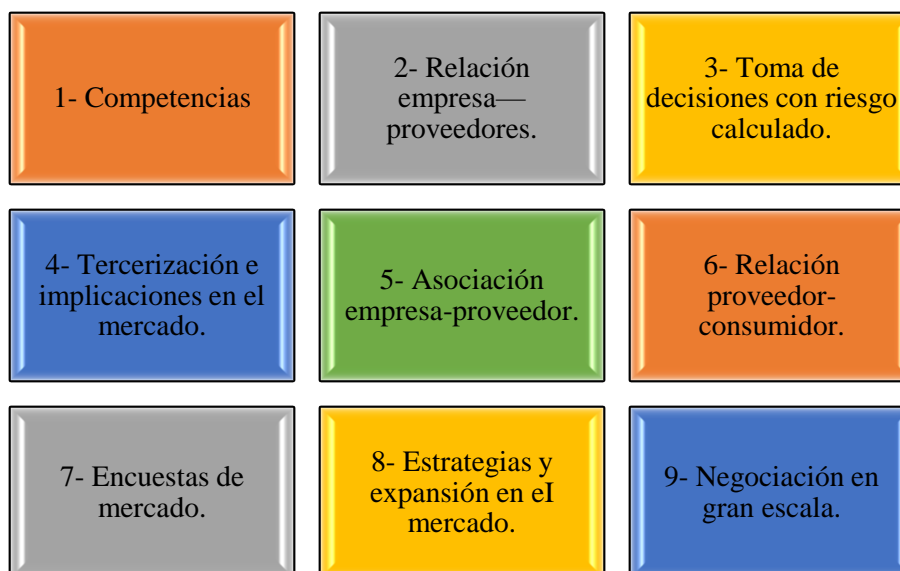 1- Competencias
2- Relación
empresa—
proveedores.
3- Toma de
decisiones con riesgo
calculado.
4- Tercerización e
implicaciones en el
mercado.
5- Asociación
empresa-proveedor.
6- Relación
proveedor-
consumidor.
7- Encuestas de
mercado.
8- Estrategias y
expansión en eI
mercado.
9- Negociación en
gran escala.